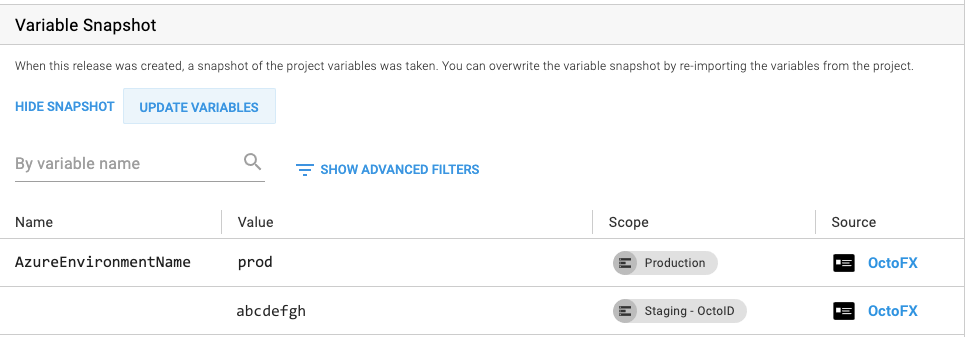 Variable Snapshot
When this release was created, a snapshot of the project variables was taken. You can overwrite the variable snapshot by re-importing the variables from the project.
HIDE SNAPSHOT UPDATE VARIABLES
By variable name SHOW ADVANCED FILTERS
Name Value Scope Source
AzureEnvironmentName prod Production OctoFX
abcdefgh Staging - OctoID OctoFX